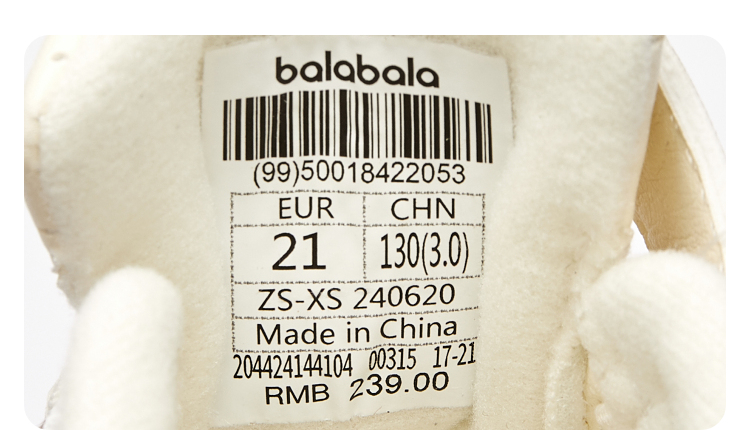 balabala
(99)50018422053
EUR CHN
21 130(3.0)
ZS-XS 240620
Made in China
204424144104 00315 17-21
RMB 239.00